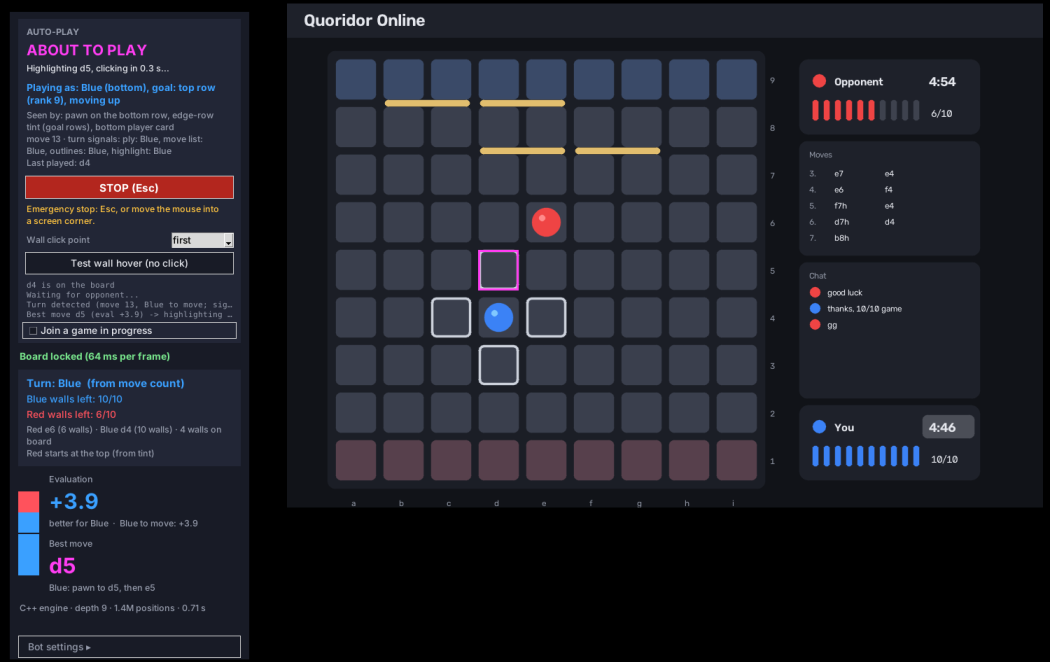 AUTO-PLAY
ABOUT TO PLAY
Highlighting d5, clicking in 0.3 s...
Playing as: Blue (bottom), goal: top row
(rank 9), moving up
Seen by: pawn on the bottom row, edge-row
tint (goal rows), bottom player card
move 13 · turn signals: ply: Blue, move list:
Blue, outlines: Blue, highlight: Blue
Last played: d4
STOP (Esc)
Emergency stop: Esc, or move the mouse into
a screen corner.
Wall click point
first
Test wall hover (no click)
d4 is on the board
Waiting for opponent...
Turn detected (move 13, Blue to move; sig…
Best move d5 (eval +3.9) -> highlighting …
Join a game in progress
Board locked (64 ms per frame)
Turn: Blue (from move count)
Blue walls left: 10/10
Red walls left: 6/10
Red e6 (6 walls) · Blue d4 (10 walls) · 4 walls on
board
Red starts at the top (from tint)
Evaluation
+3.9
better for Blue · Blue to move: +3.9
Best move
d5
Blue: pawn to d5, then e5
C++ engine · depth 9 · 1.4M positions · 0.71 s
Bot settings ▸
Quoridor Online
9
8
7
6
5
4
3
2
1
a b c d e f g h i
Opponent 4:54
6/10
Moves
3. e7 e4
4. e6 f4
5. f7h e4
6. d7h d4
7. b8h
Chat
good luck
thanks, 10/10 game
gg
You 4:46
10/10